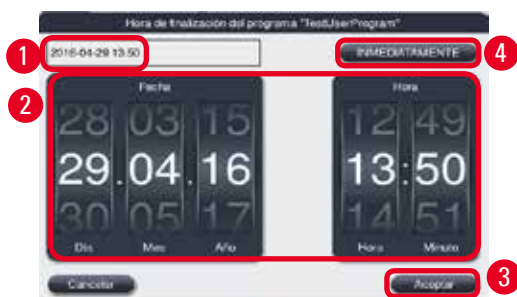 Hora de finalización del programa "TestUserProgram"
1
2016-04-29 13:50
INMEDIATAMENTE
4
2
Fecha
Hora
28 03 15
12 49
29.04.16
13:50
30 05 17
14 51
Día Mes Año
Hora Minuto
Cancelar
Aceptar
3